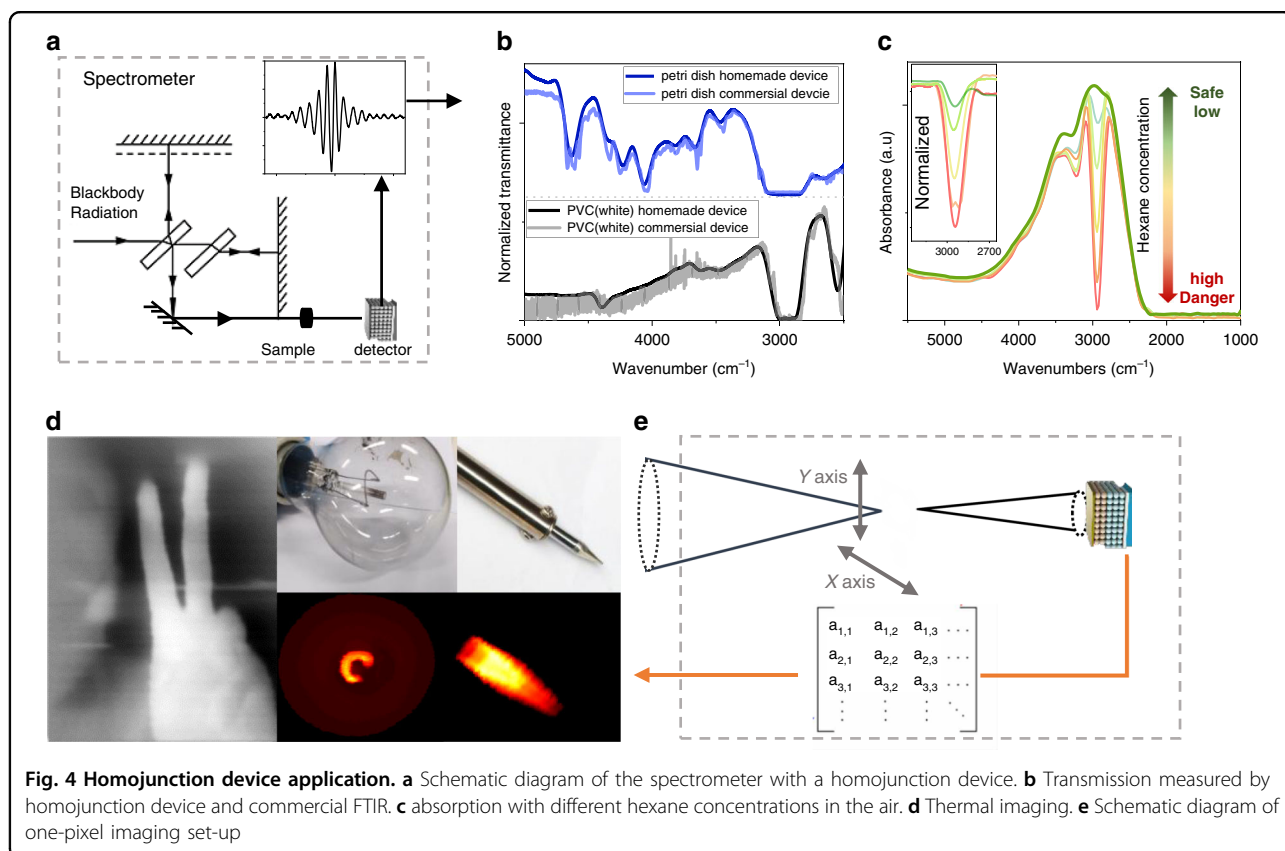 a
Spectrometer
Blackbody
Radiation
Sample
detector
b
petri dish homemade device
petri dish commersial devcie
PVC(white) homemade device
PVC(white) commercial device
Normalized transmittance
5000
4000
3000
Wavenumber (cm⁻¹)
c
Normalized
3000
2700
Absorbance (a.u)
Hexane concentration
Safe
low
high
Danger
5000
4000
3000
2000
1000
Wavenumbers (cm⁻¹)
d
e
Y axis
X axis
a1,1 a1,2 a1,3 ...
a2,1 a2,2 a2,3 ...
a3,1 a3,2 a3,3 ...
Fig. 4 Homojunction device application. a Schematic diagram of the spectrometer with a homojunction device. b Transmission measured by
homojunction device and commercial FTIR. c absorption with different hexane concentrations in the air. d Thermal imaging. e Schematic diagram of
one-pixel imaging set-up